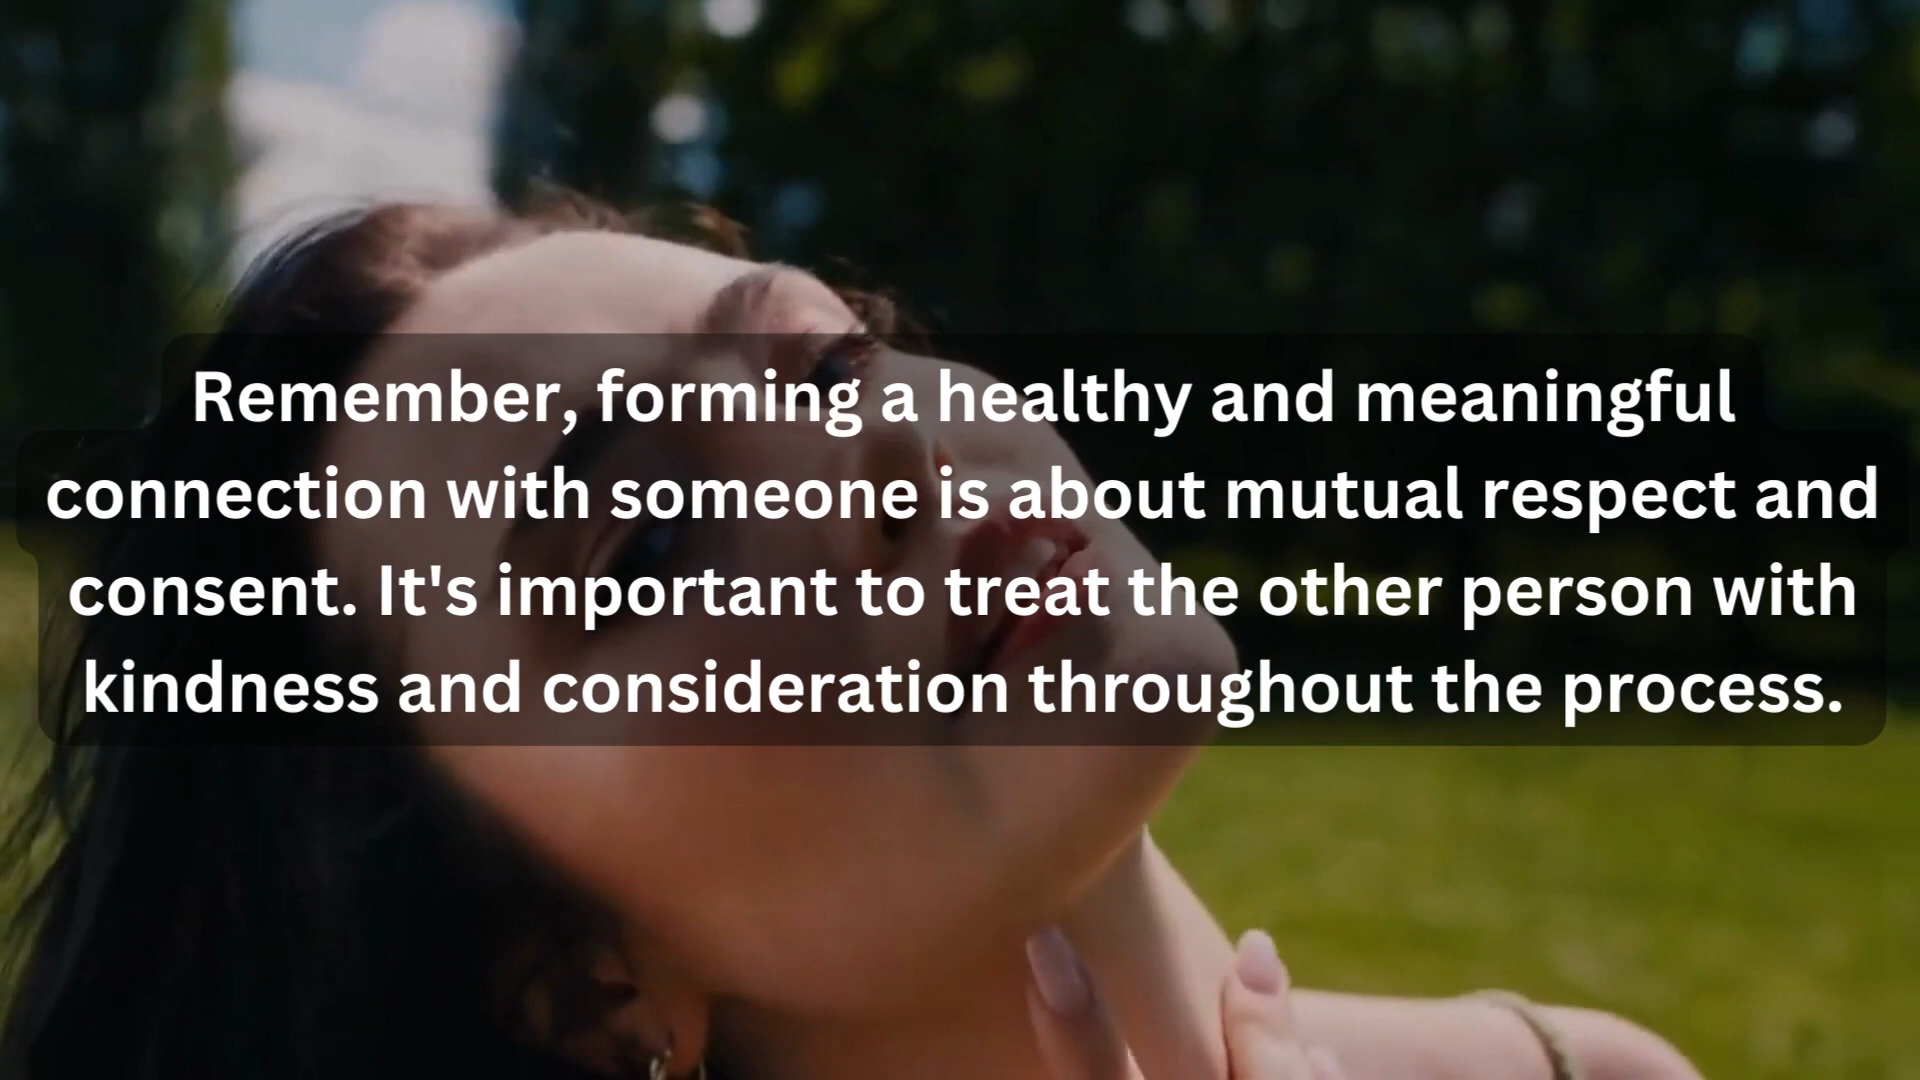 Remember, forming a healthy and meaningful
connection with someone is about mutual respect and
consent. It's important to treat the other person with
kindness and consideration throughout the process.